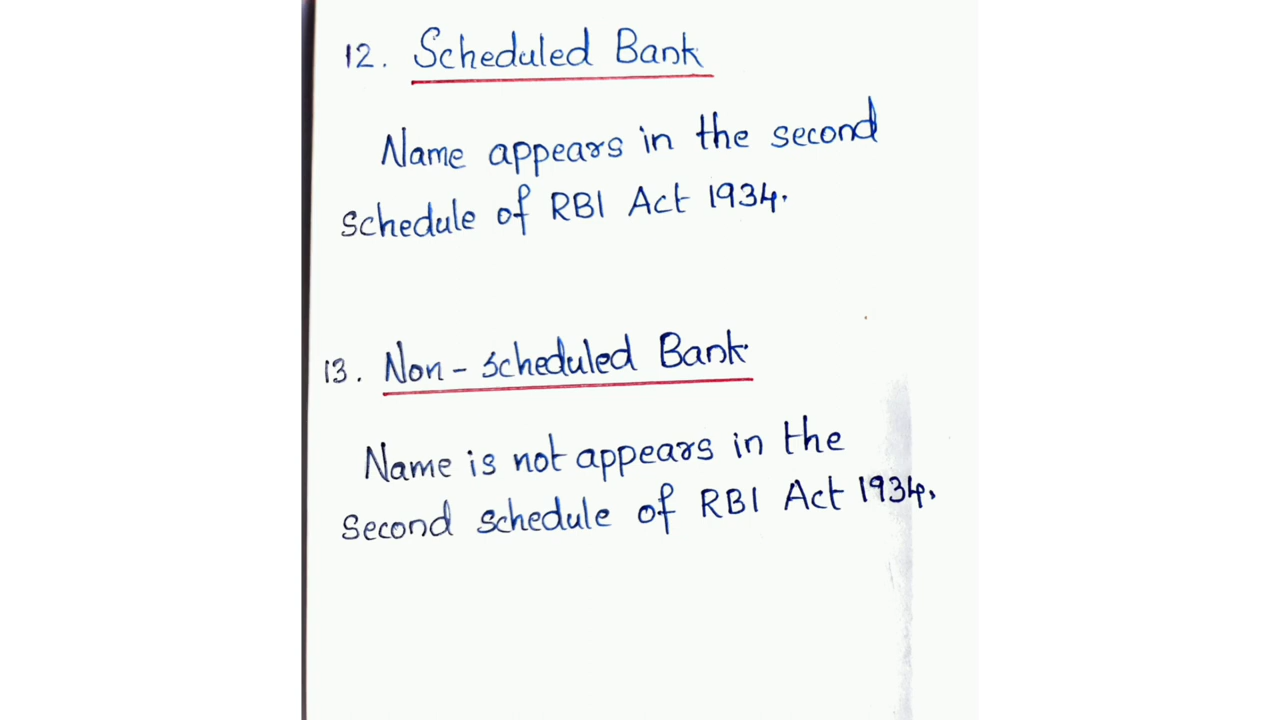 12. Scheduled Bank
Name appears in the second
schedule of RBI Act 1934.
13. Non - scheduled Bank
Name is not appears in the
second schedule of RBI Act 1934.